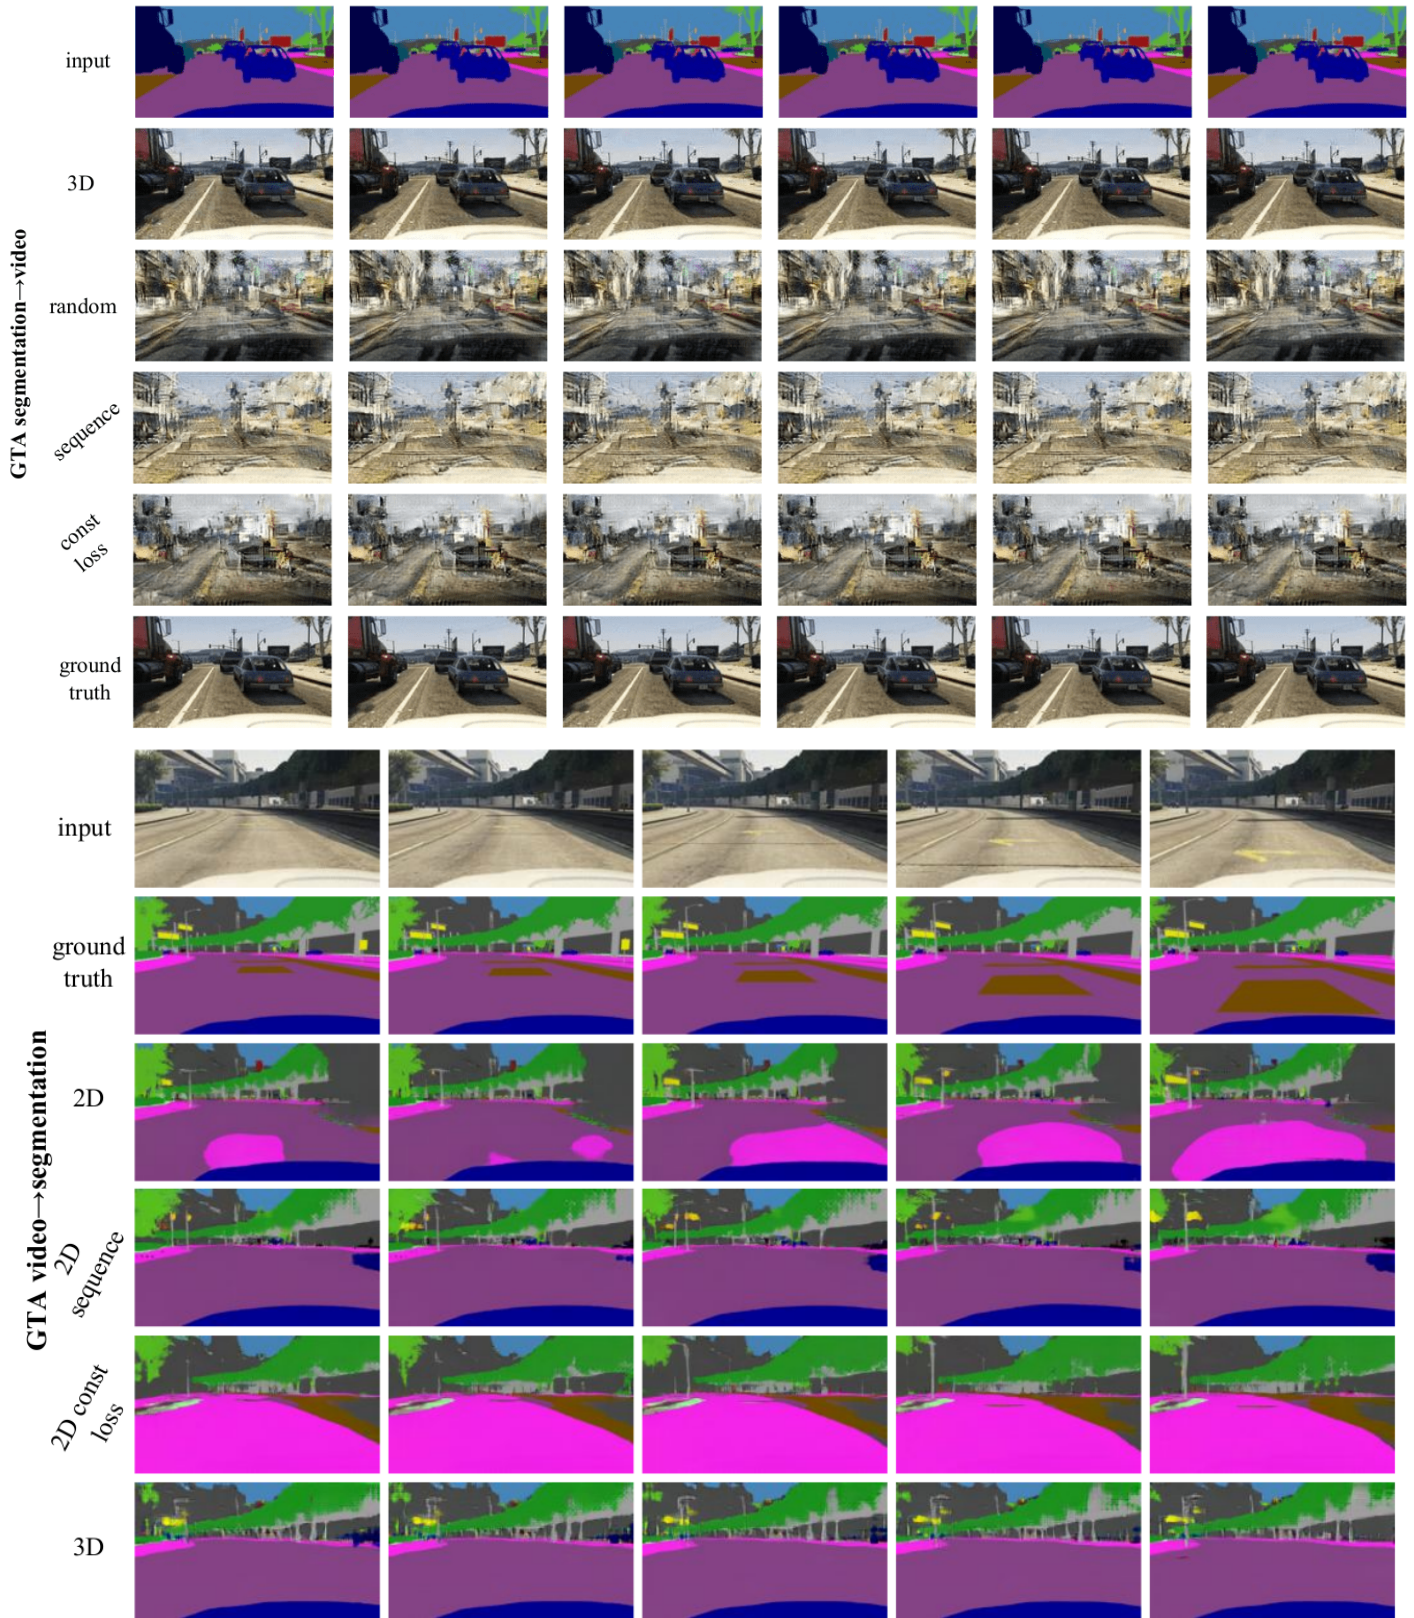 GTA segmentation→video
input
3D
random
sequence
const
loss
ground
truth
GTA video→segmentation
input
ground
truth
2D
2D
sequence
2D const
loss
3D